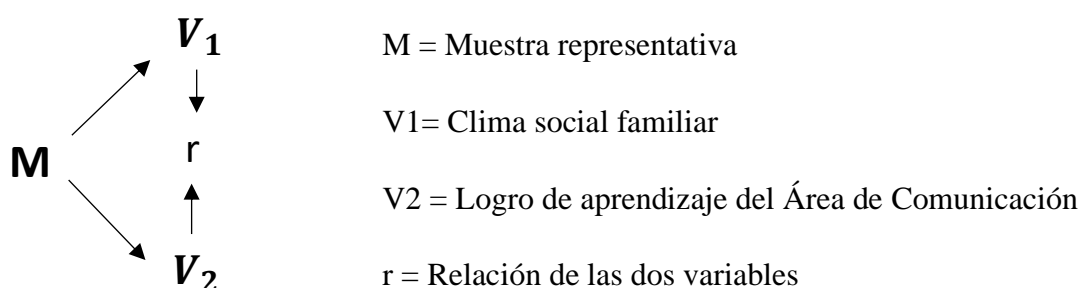 V1
M = Muestra representativa
V1= Clima social familiar
M
r
V2 = Logro de aprendizaje del Área de Comunicación
V2
r = Relación de las dos variables